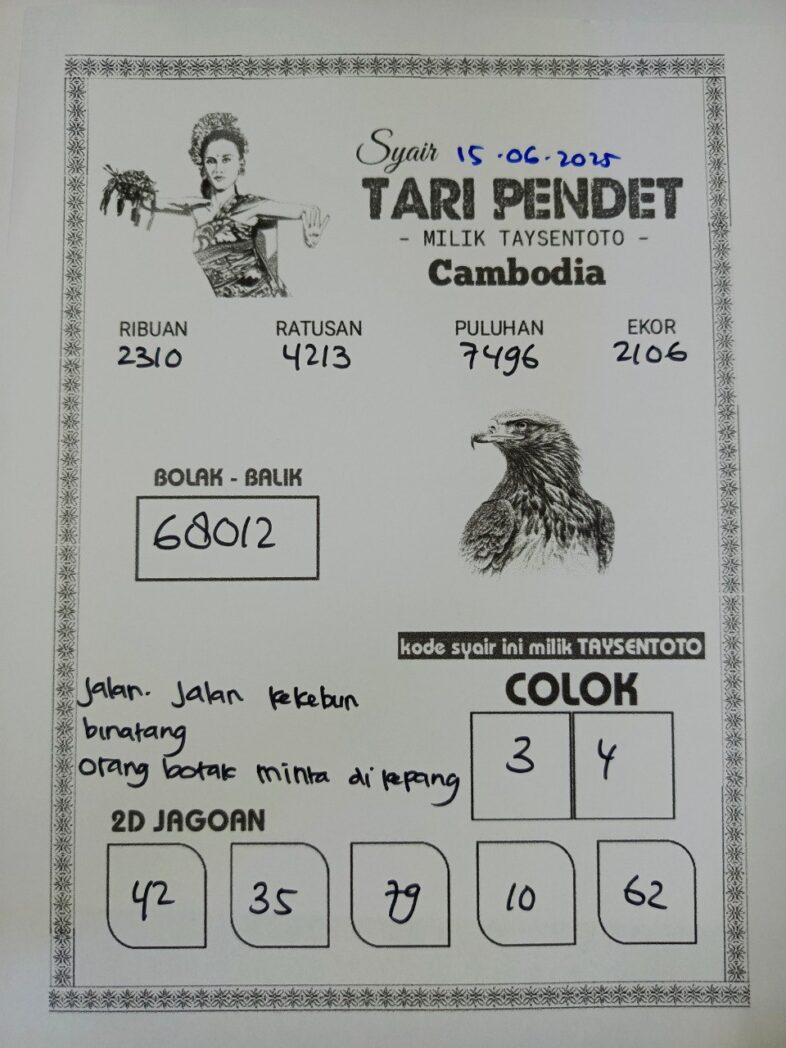 Syair 15.06.2025
TARI PENDET
- MILIK TAYSENTOTO -
Cambodia
RIBUAN RATUSAN PULUHAN EKOR
2310 4213 7496 2106
BOLAK - BALIK
68012
kode syair ini milik TAYSENTOTO
Jalan. Jalan kekebun
binatang
orang botak minta di kepang
COLOK
3 4
2D JAGOAN
42 35 79 10 62